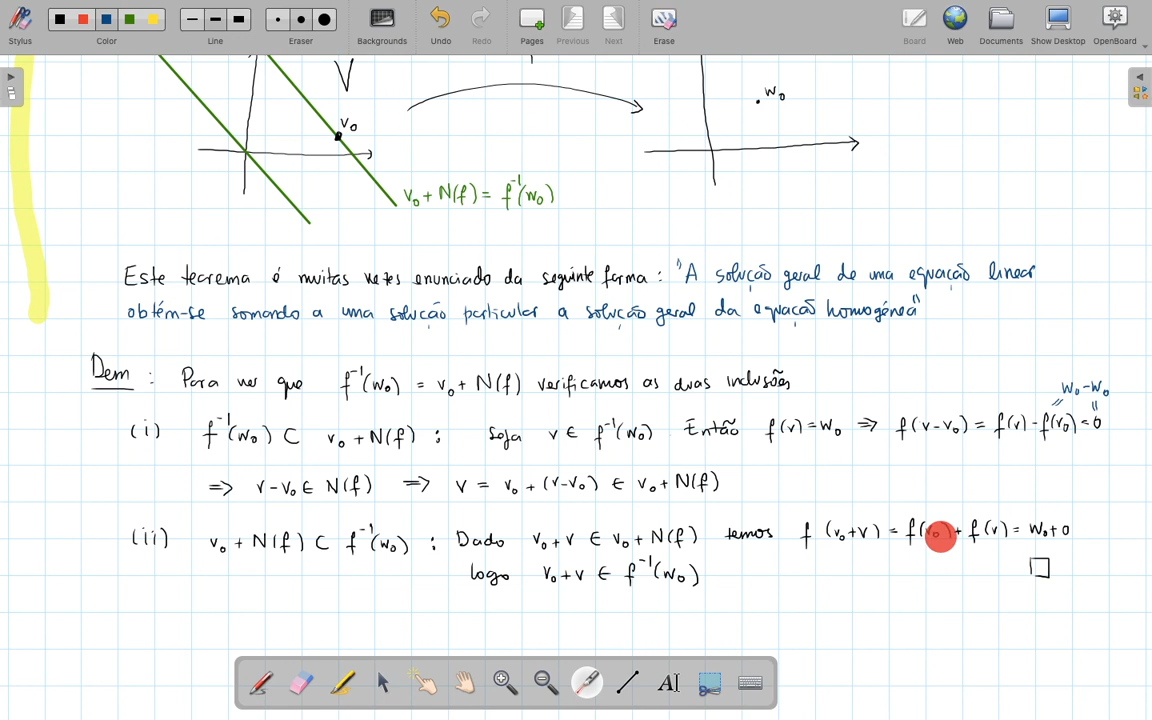 Stylus Color Line Eraser Backgrounds Undo Redo Pages Previous Next Erase Board Web Documents Show Desktop OpenBoard
V
v₀
w₀
v₀ + N(f) = f⁻¹(w₀)
Este teorema é muitas vezes enunciado da seguinte forma: "A solução geral de uma equação linear
obtém-se somando a uma solução particular a solução geral da equação homogénea"
Dem: Para ver que f⁻¹(w₀) = v₀ + N(f) verificamos as duas inclusões
w₀-w₀
(i) f⁻¹(w₀) ⊂ v₀ + N(f): Seja v ∈ f⁻¹(w₀) Então f(v) = w₀ ⇒ f(v-v₀) = f(v) - f(v₀) = 0
⇒ v-v₀ ∈ N(f) ⇒ v = v₀ + (v-v₀) ∈ v₀ + N(f)
(ii) v₀ + N(f) ⊂ f⁻¹(w₀): Dado v₀+v ∈ v₀ + N(f) temos f(v₀+v) = f(v₀) + f(v) = w₀+0
logo v₀+v ∈ f⁻¹(w₀) □